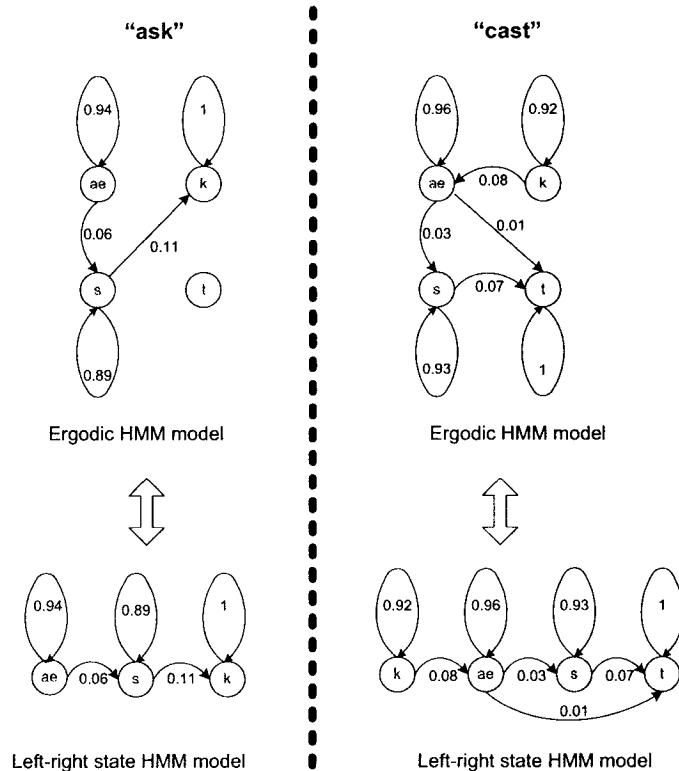 "ask"
0.94
1
ae
k
0.06
0.11
s
t
0.89
Ergodic HMM model
0.94
0.89
1
ae
0.06
s
0.11
k
Left-right state HMM model
"cast"
0.96
0.92
ae
0.08
k
0.03
0.01
s
0.07
t
0.93
1
Ergodic HMM model
0.92
0.96
0.93
1
k
0.08
ae
0.03
s
0.07
t
0.01
Left-right state HMM model